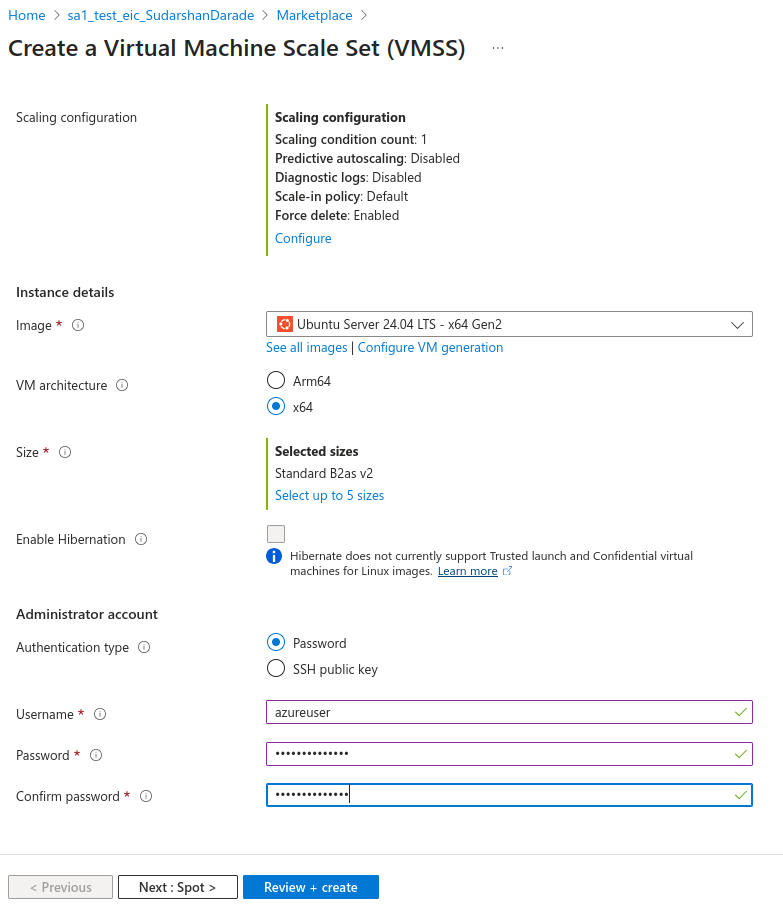 Home > sa1_test_eic_SudarshanDarade > Marketplace >
Create a Virtual Machine Scale Set (VMSS) ...
Scaling configuration
Scaling configuration
Scaling condition count: 1
Predictive autoscaling: Disabled
Diagnostic logs: Disabled
Scale-in policy: Default
Force delete: Enabled
Configure
Instance details
Image *
Ubuntu Server 24.04 LTS - x64 Gen2
See all images | Configure VM generation
VM architecture
Arm64
x64
Size *
Selected sizes
Standard B2as v2
Select up to 5 sizes
Enable Hibernation
Hibernate does not currently support Trusted launch and Confidential virtual
machines for Linux images. Learn more
Administrator account
Authentication type
Password
SSH public key
Username *
azureuser
Password *
••••••••••••••
Confirm password *
••••••••••••••
< Previous
Next : Spot >
Review + create